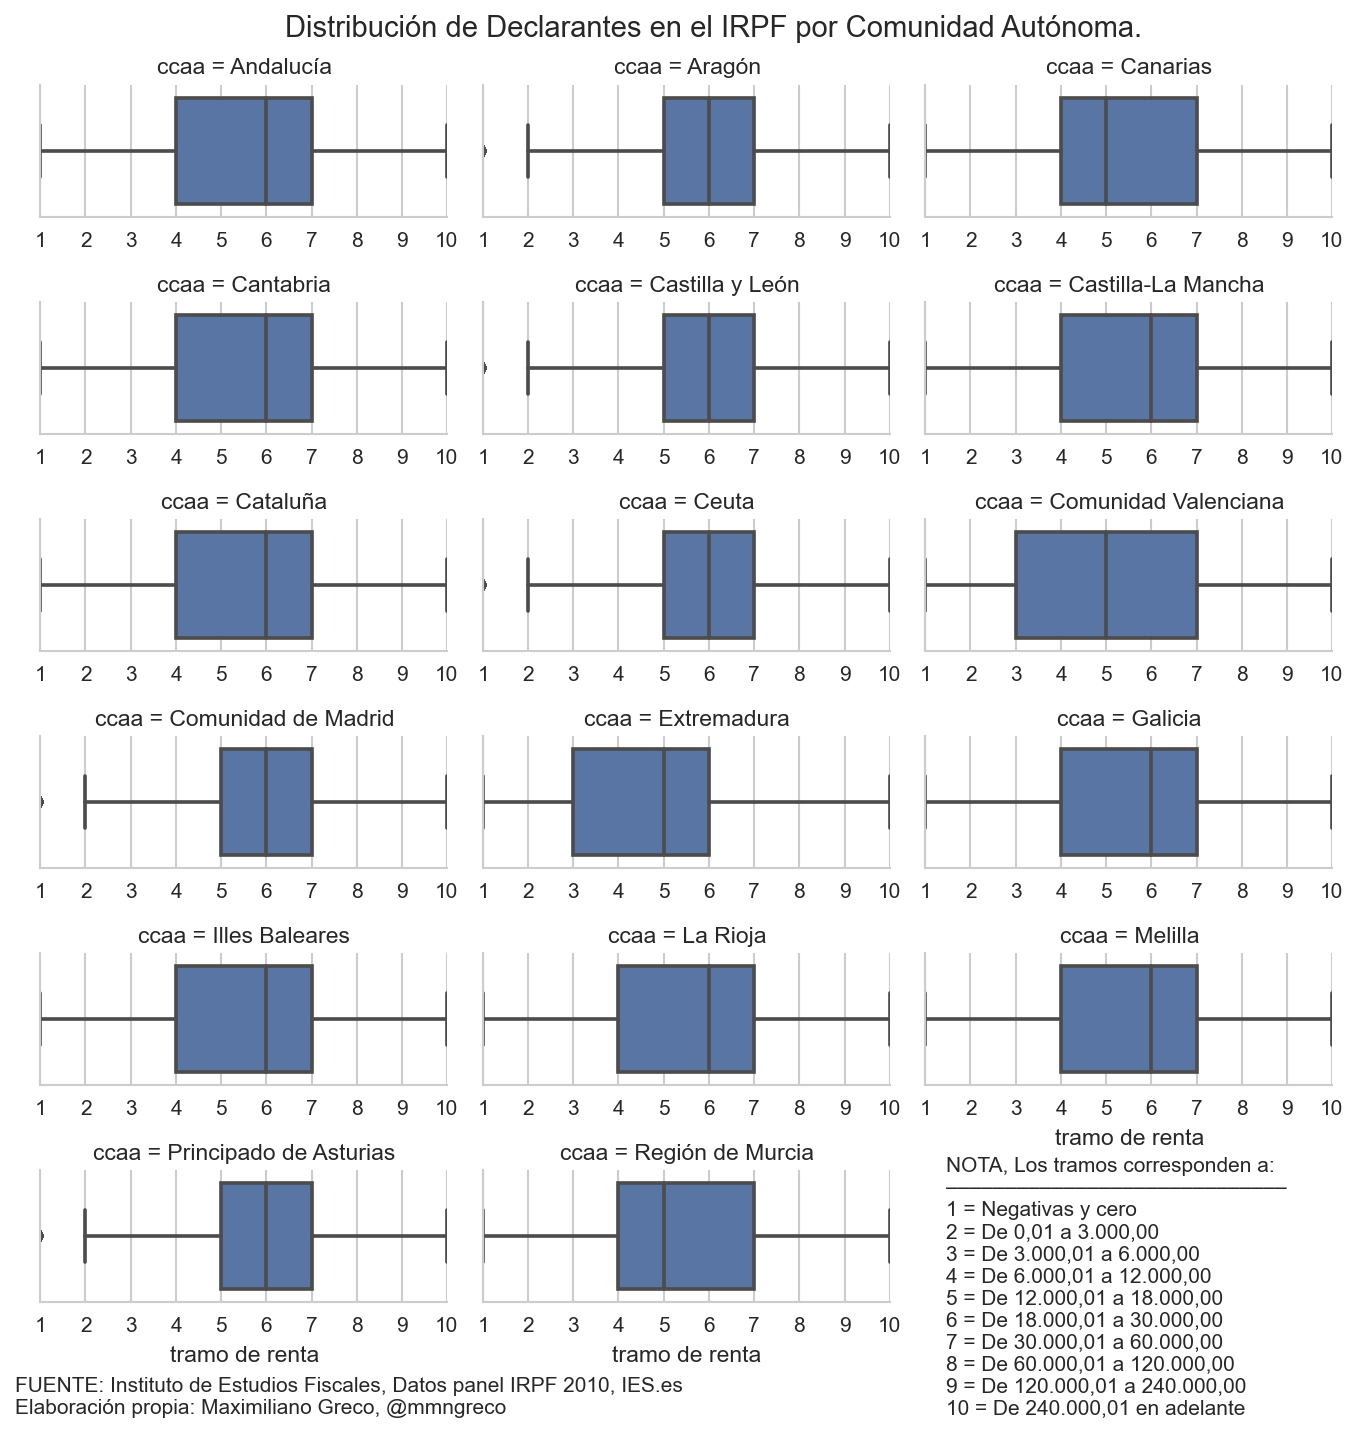 Distribución de Declarantes en el IRPF por Comunidad Autónoma.
ccaa = Andalucía
1 2 3 4 5 6 7 8 9 10
ccaa = Aragón
1 2 3 4 5 6 7 8 9 10
ccaa = Canarias
1 2 3 4 5 6 7 8 9 10
ccaa = Cantabria
1 2 3 4 5 6 7 8 9 10
ccaa = Castilla y León
1 2 3 4 5 6 7 8 9 10
ccaa = Castilla-La Mancha
1 2 3 4 5 6 7 8 9 10
ccaa = Cataluña
1 2 3 4 5 6 7 8 9 10
ccaa = Ceuta
1 2 3 4 5 6 7 8 9 10
ccaa = Comunidad Valenciana
1 2 3 4 5 6 7 8 9 10
ccaa = Comunidad de Madrid
1 2 3 4 5 6 7 8 9 10
ccaa = Extremadura
1 2 3 4 5 6 7 8 9 10
ccaa = Galicia
1 2 3 4 5 6 7 8 9 10
ccaa = Illes Baleares
1 2 3 4 5 6 7 8 9 10
ccaa = La Rioja
1 2 3 4 5 6 7 8 9 10
ccaa = Melilla
1 2 3 4 5 6 7 8 9 10
tramo de renta
ccaa = Principado de Asturias
1 2 3 4 5 6 7 8 9 10
tramo de renta
ccaa = Región de Murcia
1 2 3 4 5 6 7 8 9 10
tramo de renta
NOTA, Los tramos corresponden a:
1 = Negativas y cero
2 = De 0,01 a 3.000,00
3 = De 3.000,01 a 6.000,00
4 = De 6.000,01 a 12.000,00
5 = De 12.000,01 a 18.000,00
6 = De 18.000,01 a 30.000,00
7 = De 30.000,01 a 60.000,00
8 = De 60.000,01 a 120.000,00
9 = De 120.000,01 a 240.000,00
10 = De 240.000,01 en adelante
FUENTE: Instituto de Estudios Fiscales, Datos panel IRPF 2010, IES.es
Elaboración propia: Maximiliano Greco, @mmngreco